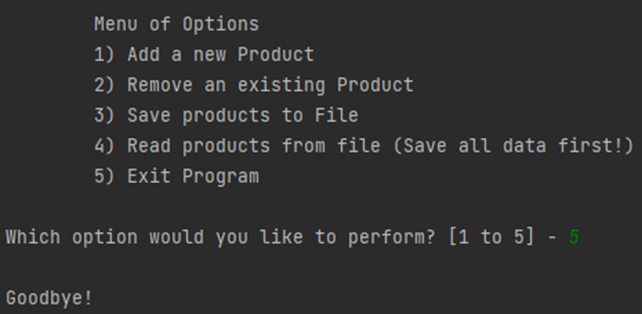 Menu of Options
1) Add a new Product
2) Remove an existing Product
3) Save products to File
4) Read products from file (Save all data first!)
5) Exit Program
Which option would you like to perform? [1 to 5] - 5
Goodbye!